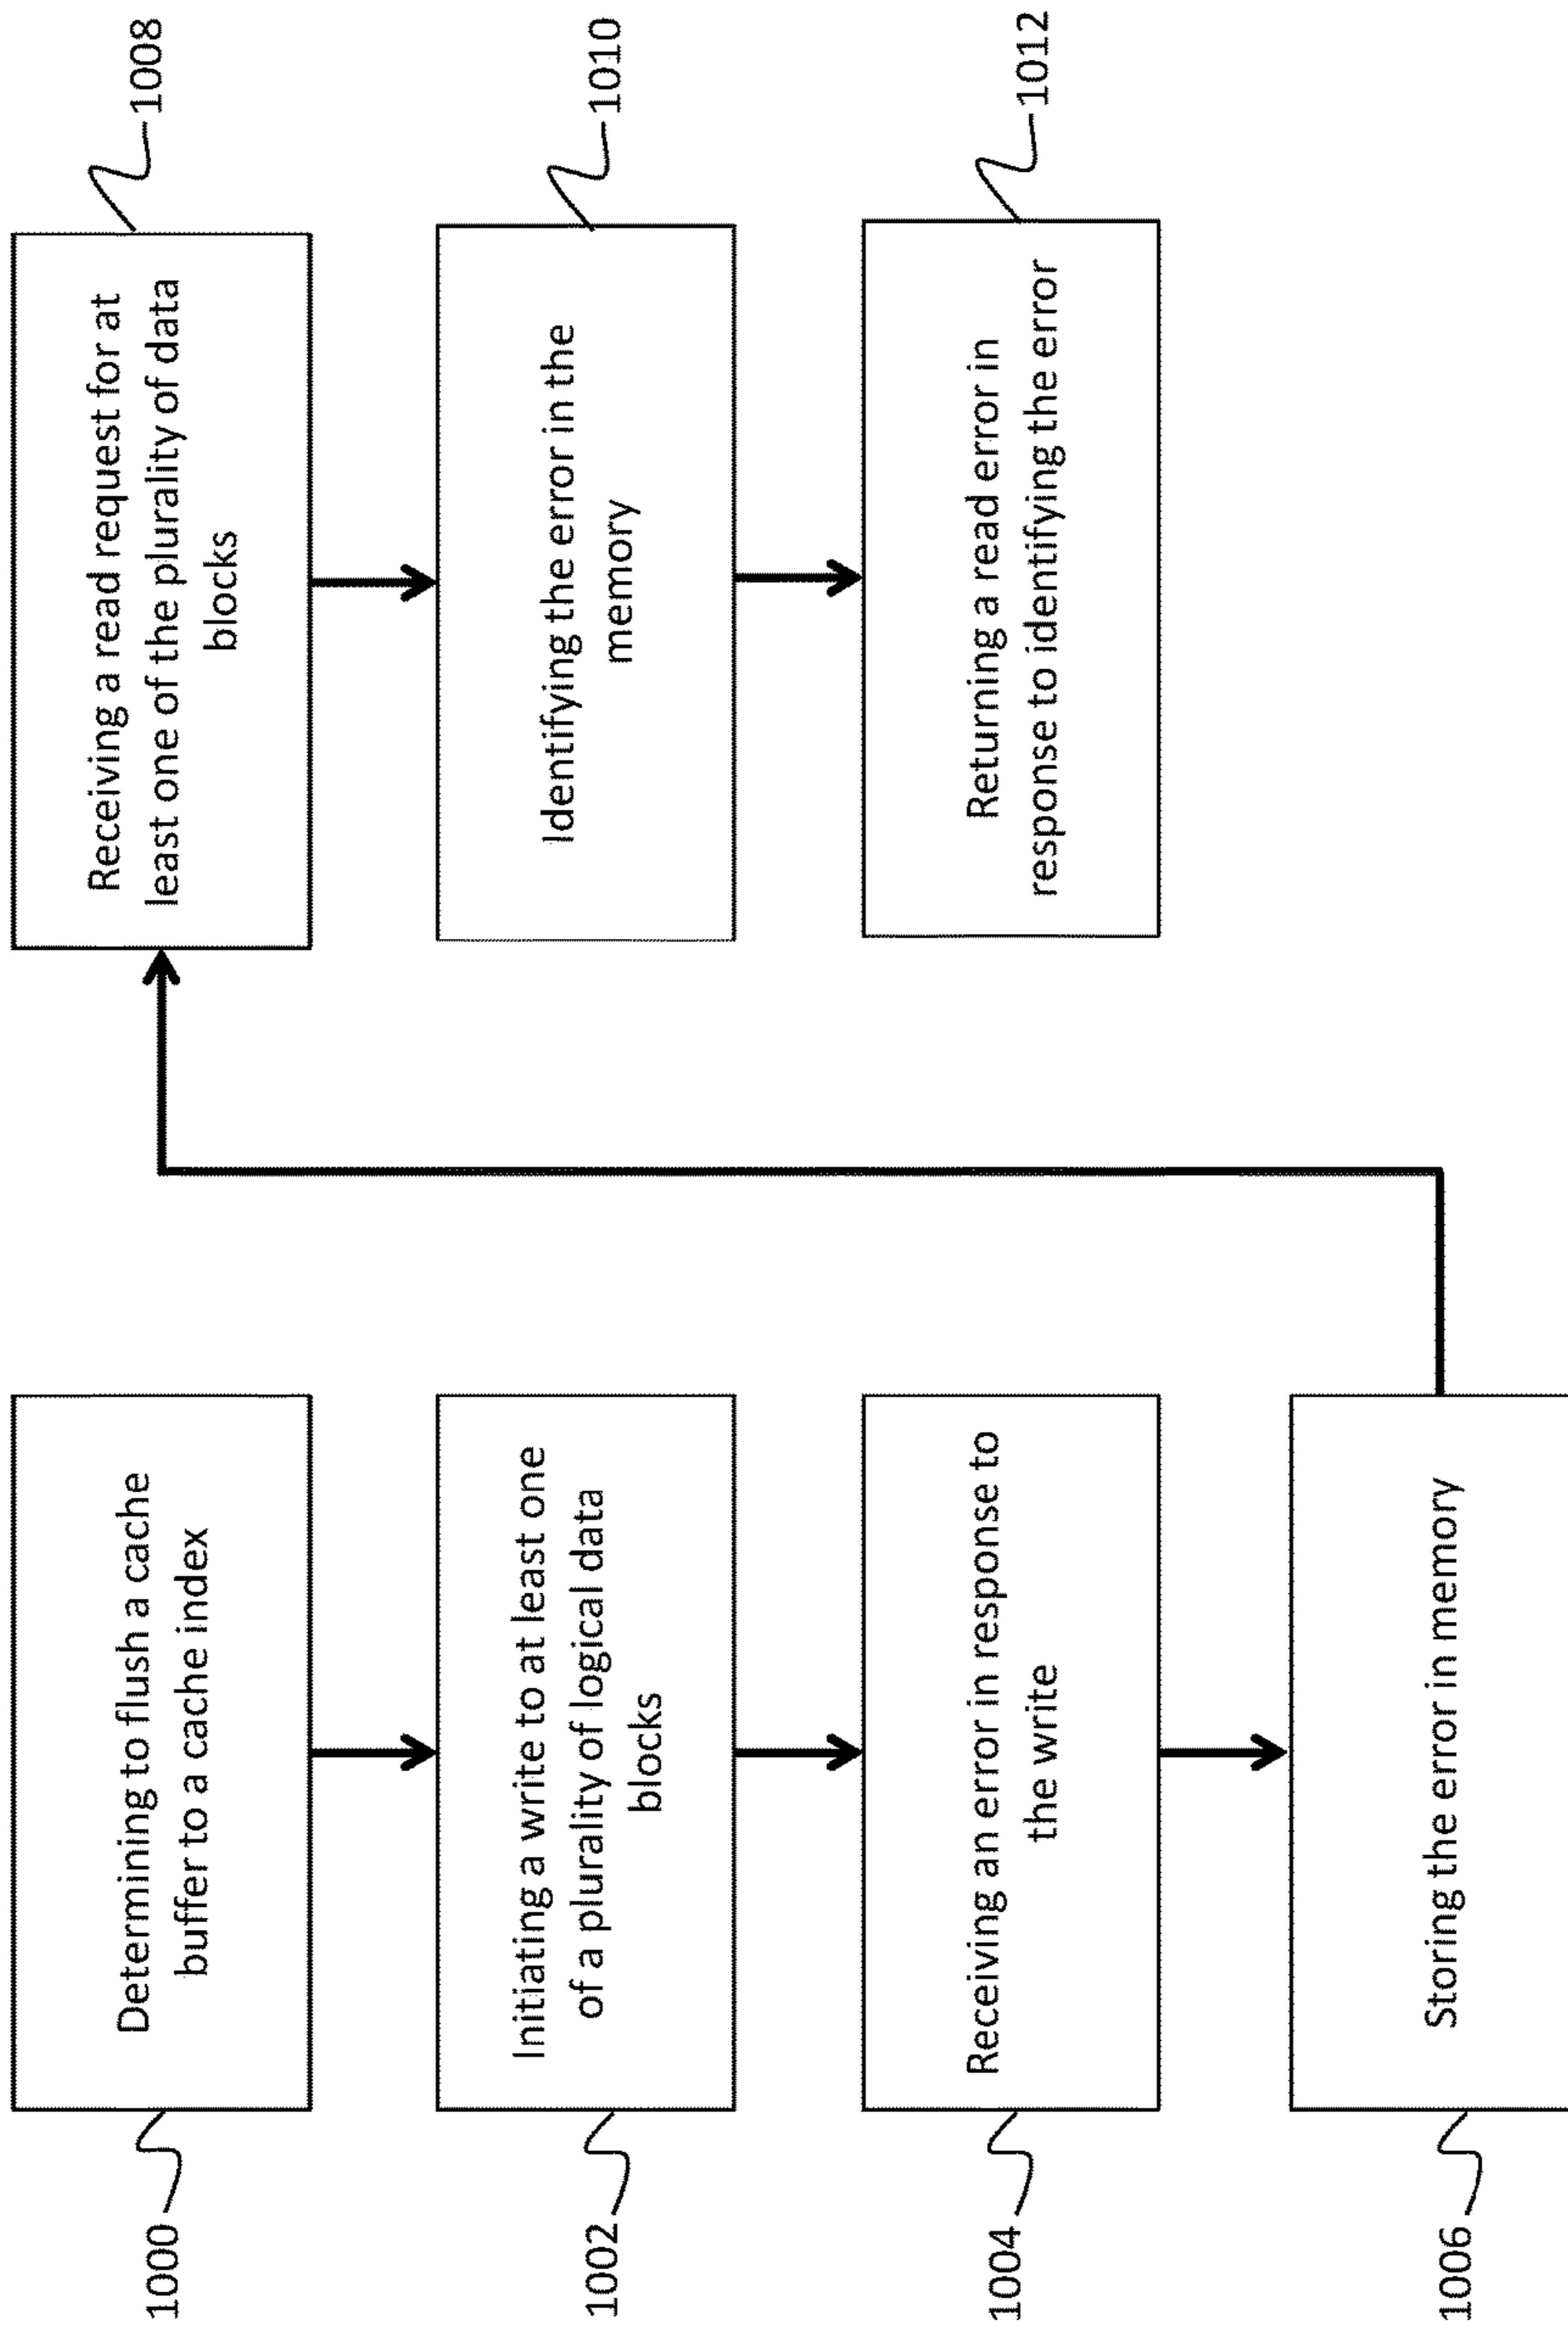 1000
Determining to flush a cache
buffer to a cache index
1002
Initiating a write to at least one
of a plurality of logical data
blocks
1004
Receiving an error in response to
the write
1006
Storing the error in memory
Receiving a read request for at
least one of the plurality of data
blocks
1008
Identifying the error in the
memory
1010
Returning a read error in
response to identifying the error
1012